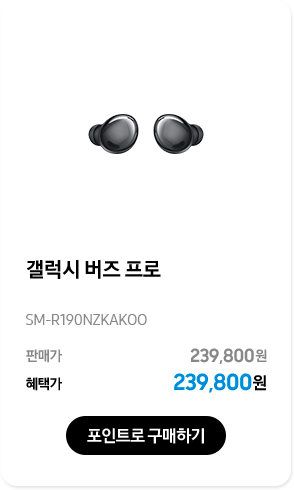 갤럭시 버즈 프로
SM-R190NZKAKOO
판매가 239,800원
혜택가 239,800원
포인트로 구매하기